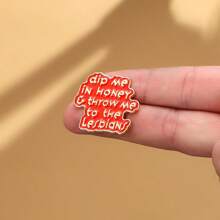 dip me
in Honey
& throw me
to the
Lesbians